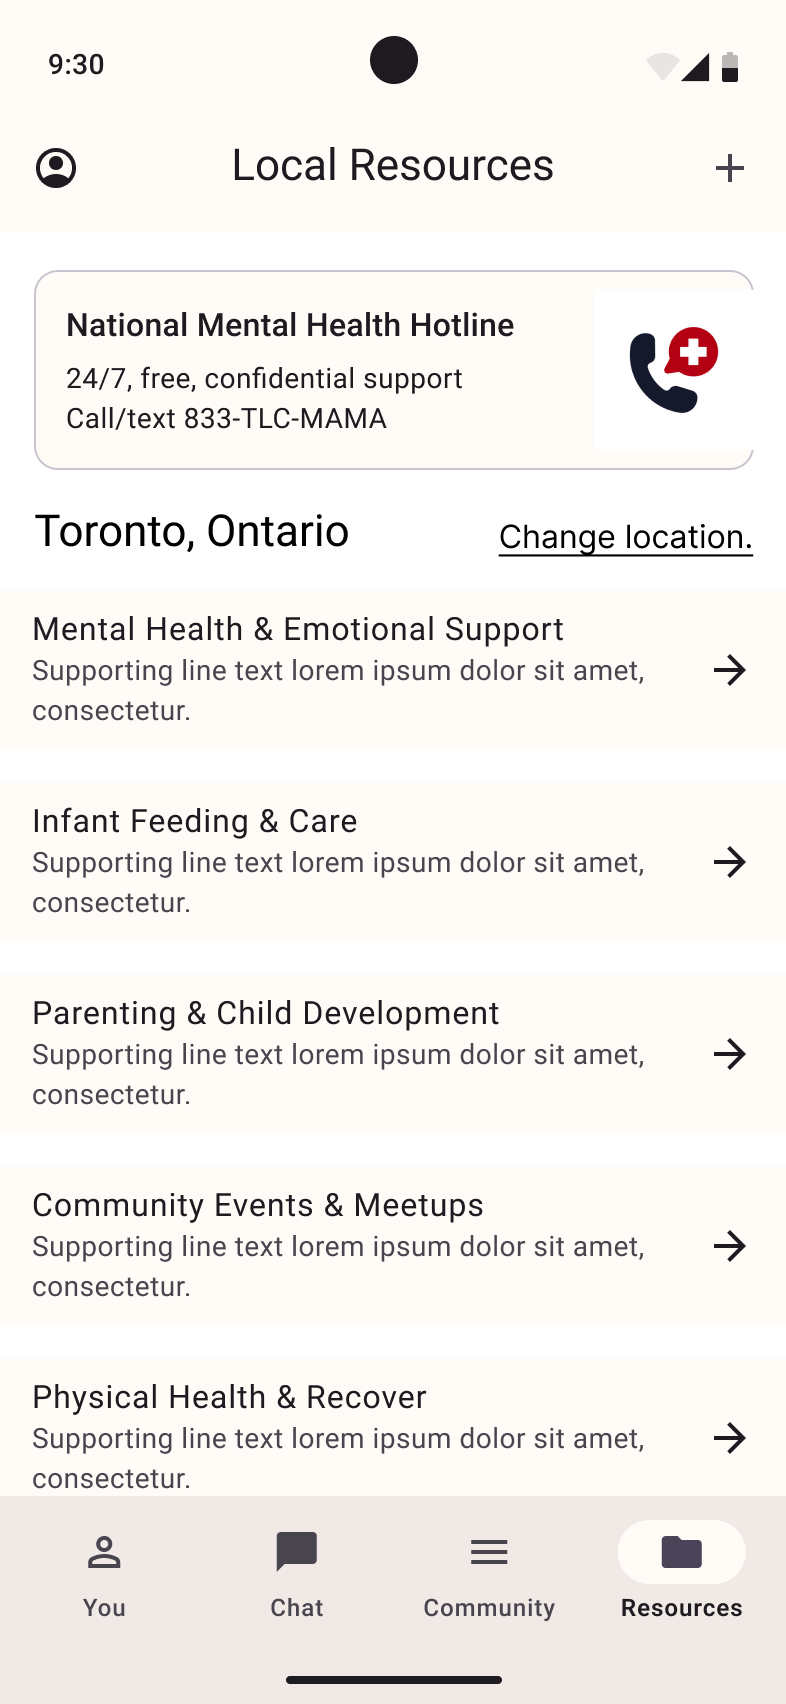 9:30
Local Resources
National Mental Health Hotline
24/7, free, confidential support
Call/text 833-TLC-MAMA
Toronto, Ontario
Change location.
Mental Health & Emotional Support
Supporting line text lorem ipsum dolor sit amet,
consectetur.
Infant Feeding & Care
Supporting line text lorem ipsum dolor sit amet,
consectetur.
Parenting & Child Development
Supporting line text lorem ipsum dolor sit amet,
consectetur.
Community Events & Meetups
Supporting line text lorem ipsum dolor sit amet,
consectetur.
Physical Health & Recover
Supporting line text lorem ipsum dolor sit amet,
consectetur.
You
Chat
Community
Resources